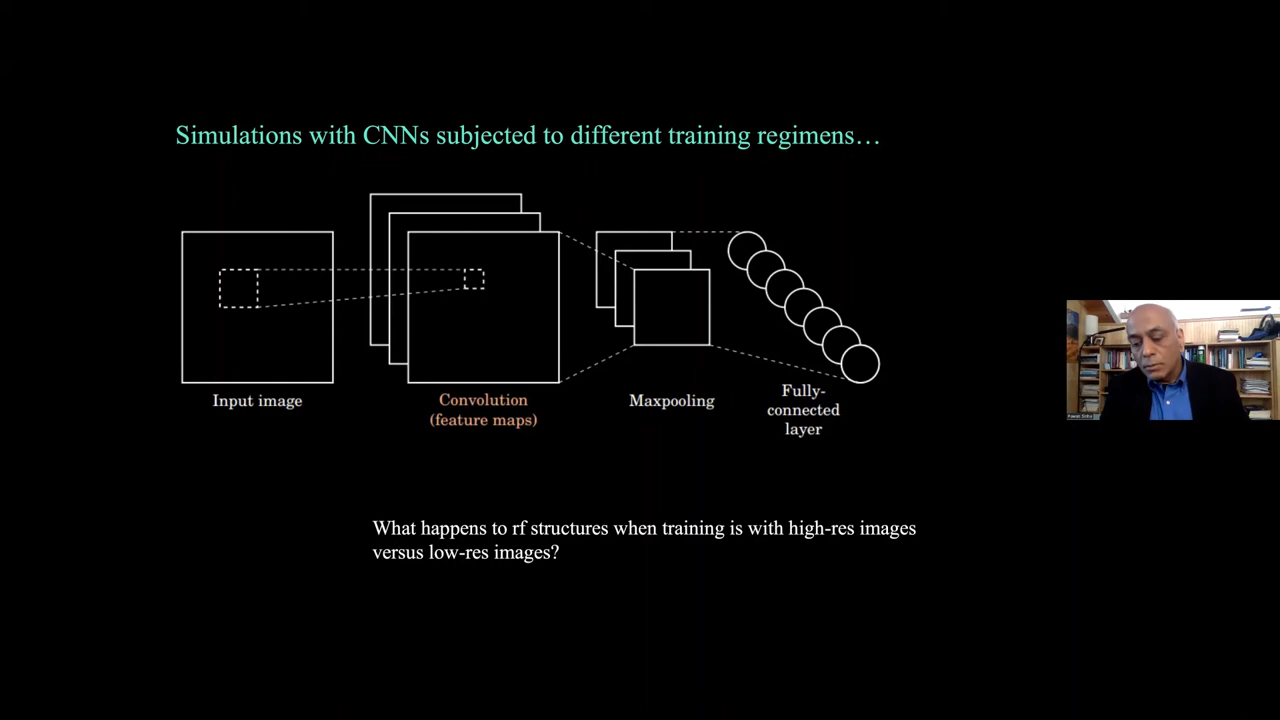 Simulations with CNNs subjected to different training regimens…
Input image
Convolution
(feature maps)
Maxpooling
Fully-
connected
layer
What happens to rf structures when training is with high-res images
versus low-res images?